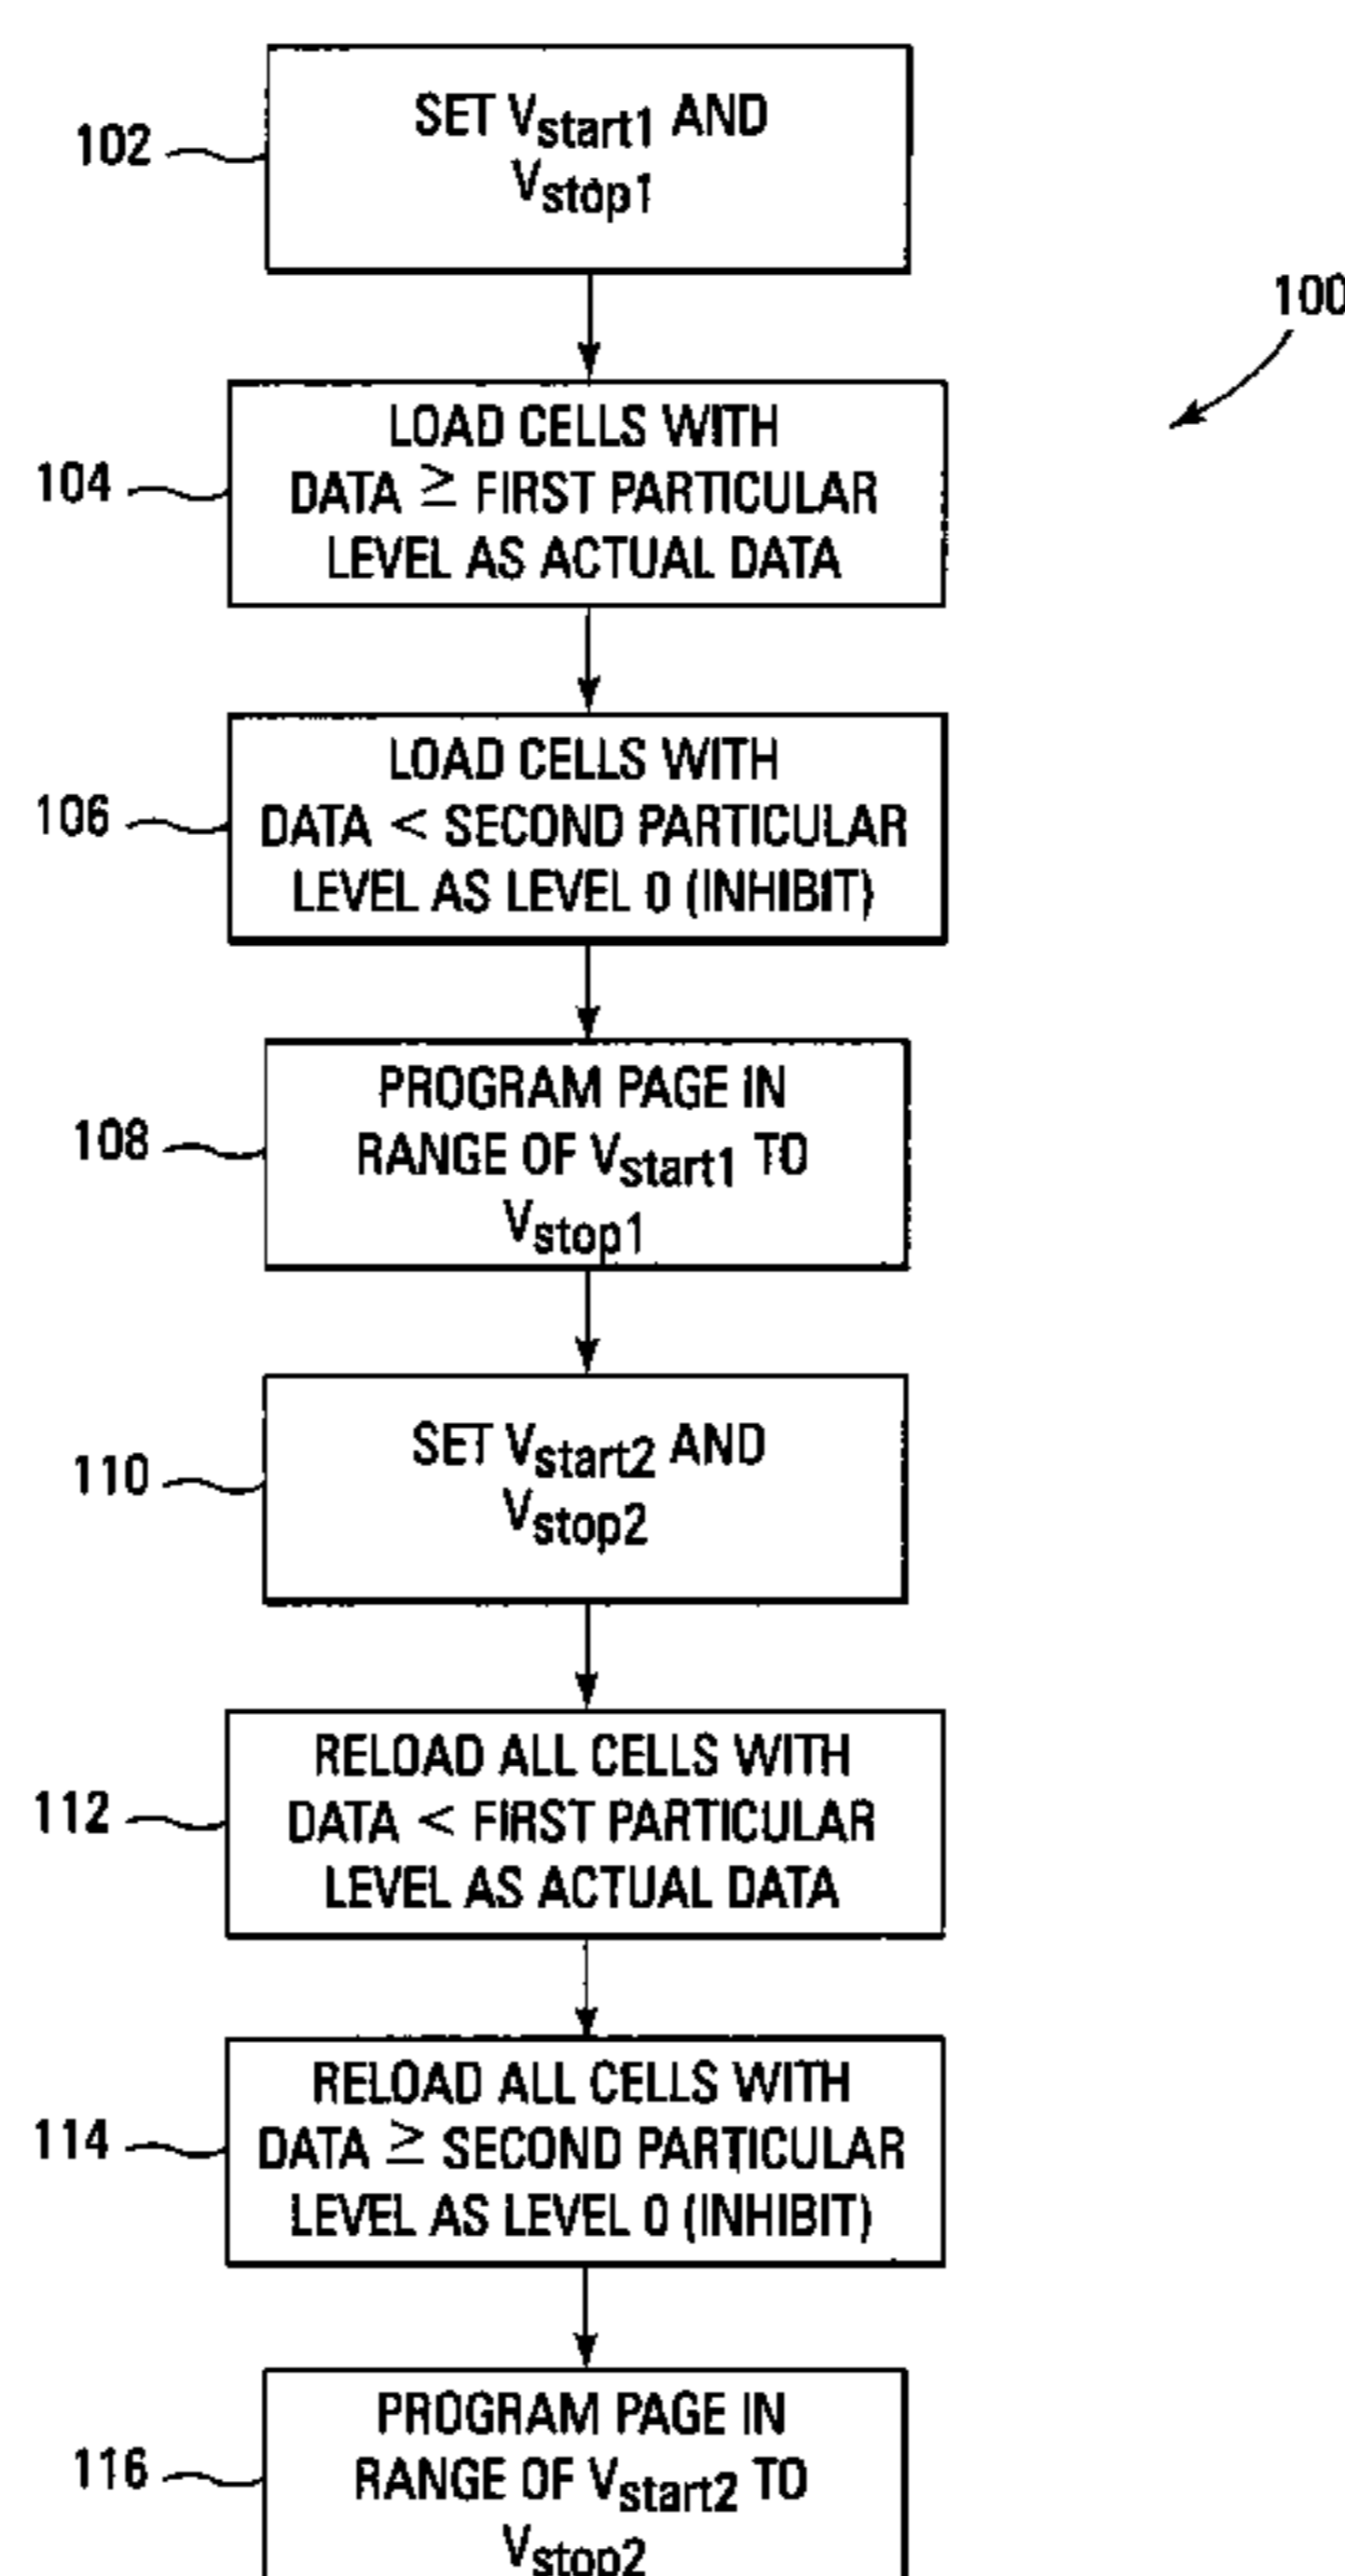 102
SET Vstart1 AND
Vstop1
100
104
LOAD CELLS WITH
DATA ≥ FIRST PARTICULAR
LEVEL AS ACTUAL DATA
106
LOAD CELLS WITH
DATA < SECOND PARTICULAR
LEVEL AS LEVEL 0 (INHIBIT)
108
PROGRAM PAGE IN
RANGE OF Vstart1 TO
Vstop1
110
SET Vstart2 AND
Vstop2
112
RELOAD ALL CELLS WITH
DATA < FIRST PARTICULAR
LEVEL AS ACTUAL DATA
114
RELOAD ALL CELLS WITH
DATA ≥ SECOND PARTICULAR
LEVEL AS LEVEL 0 (INHIBIT)
116
PROGRAM PAGE IN
RANGE OF Vstart2 TO
Vstop2